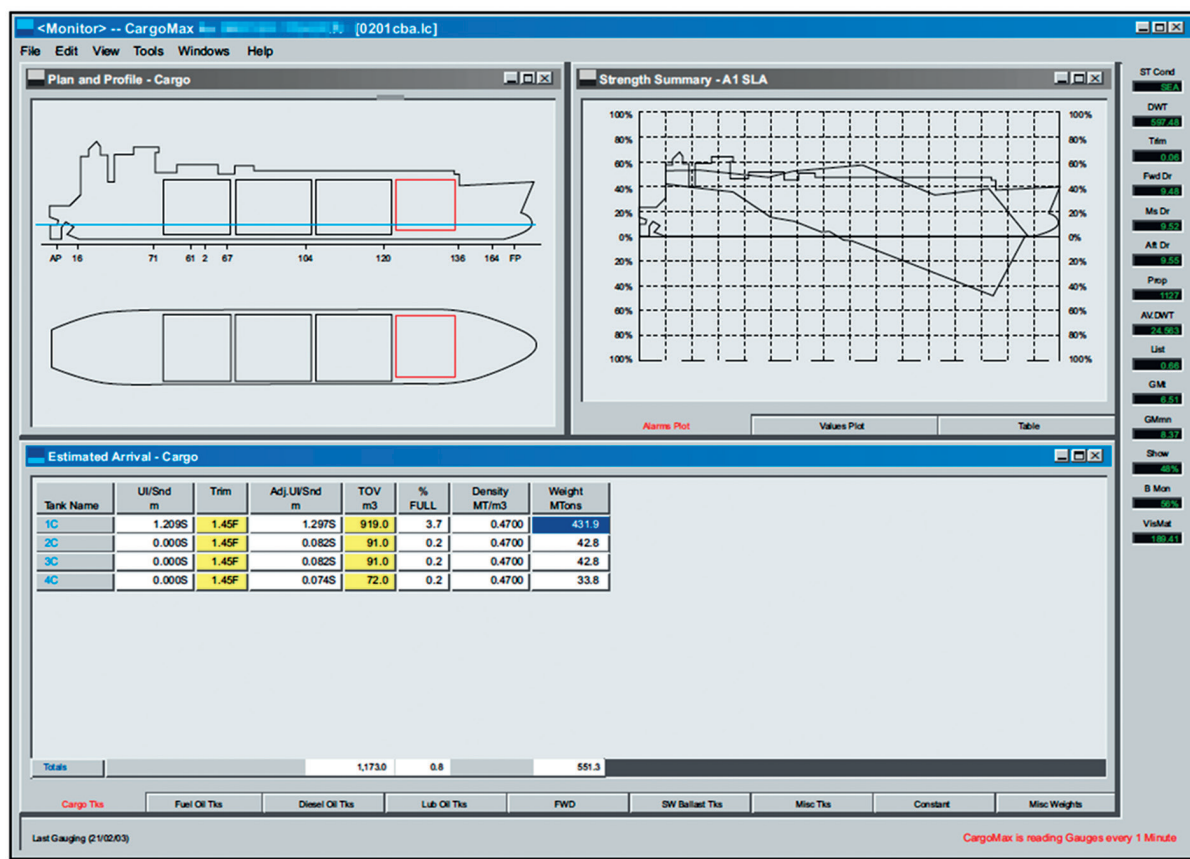 <Monitor> -- CargoMax [0201cba.lc]
File Edit View Tools Windows Help
Plan and Profile - Cargo
AP 16 71 61 2 67 104 120 136 164 FP
Strength Summary - A1 SLA
100% 100%
80% 80%
60% 60%
40% 40%
20% 20%
0% 0%
20% 20%
40% 40%
60% 60%
80% 80%
100% 100%
Alarms Plot Values Plot Table
ST Cond
SEA
DWT
597.48
Trim
0.06
Fwd Dr
9.48
Ms Dr
9.52
Aft Dr
9.55
Prop
1127
AV.DWT
24.563
List
0.66
GMt
6.51
GMmn
8.37
Show
48%
B Mon
56%
VisMat
189.41
Estimated Arrival - Cargo
Tank Name Ul/Snd m Trim Adj.Ul/Snd m TOV m3 % FULL Density MT/m3 Weight MTons
1C 1.209S 1.45F 1.297S 919.0 3.7 0.4700 431.9
2C 0.000S 1.45F 0.082S 91.0 0.2 0.4700 42.8
3C 0.000S 1.45F 0.082S 91.0 0.2 0.4700 42.8
4C 0.000S 1.45F 0.074S 72.0 0.2 0.4700 33.8
Totals 1,173.0 0.8 551.3
Cargo Tks Fuel Oil Tks Diesel Oil Tks Lub Oil Tks FWD SW Ballast Tks Misc Tks Constant Misc Weights
Last Gauging (21/02/03)
CargoMax is reading Gauges every 1 Minute